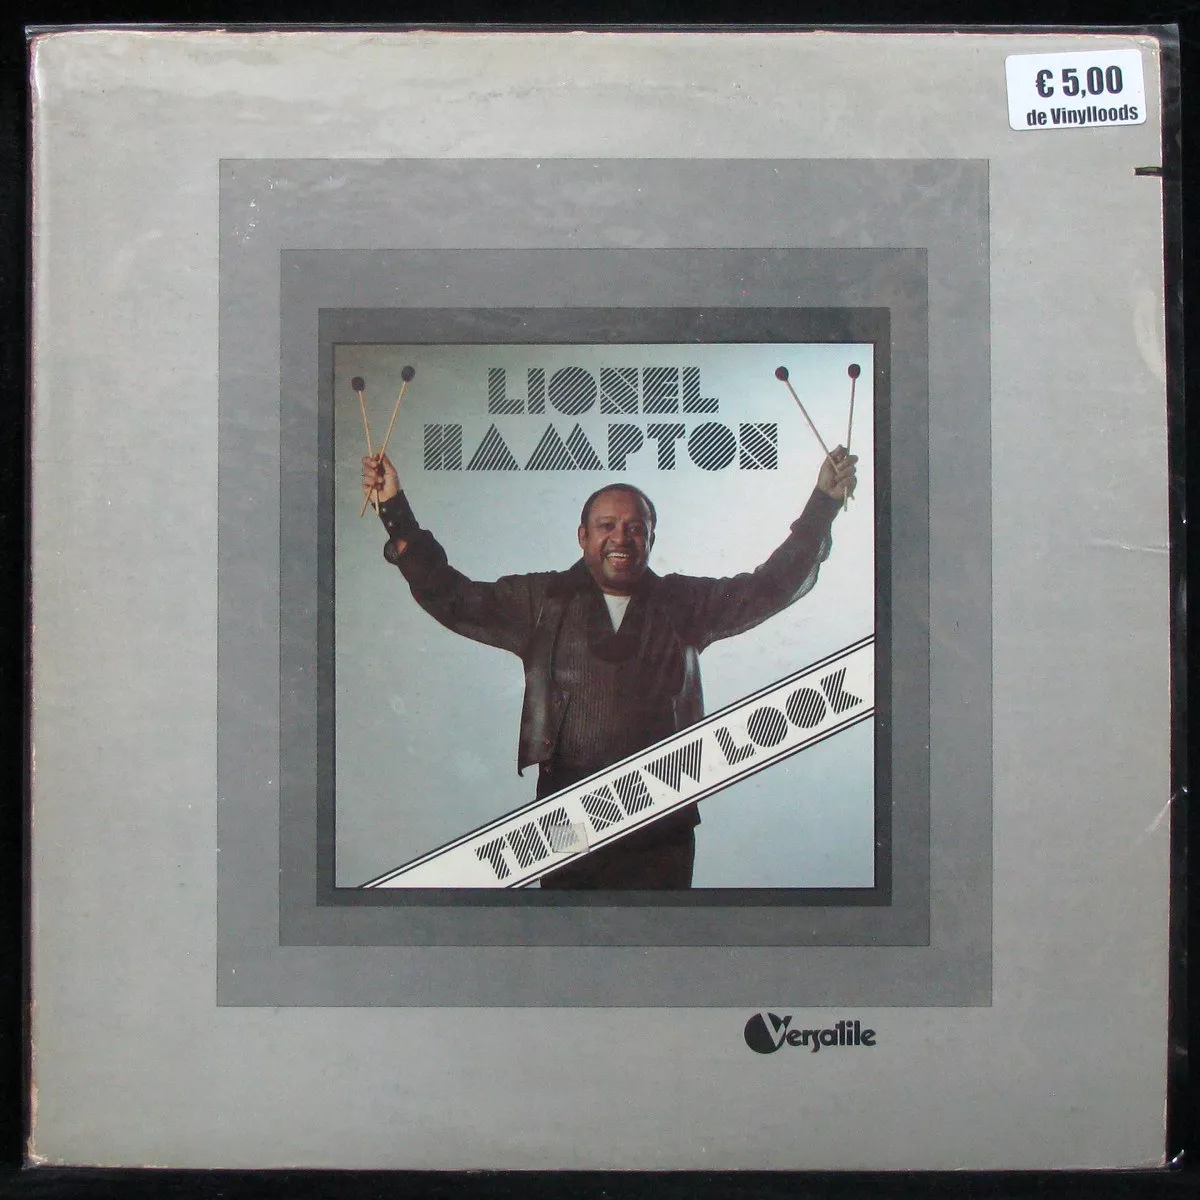 € 5,00
de Vinylloods
LIONEL
HAMPTON
THE NEW LOOK
Versatile